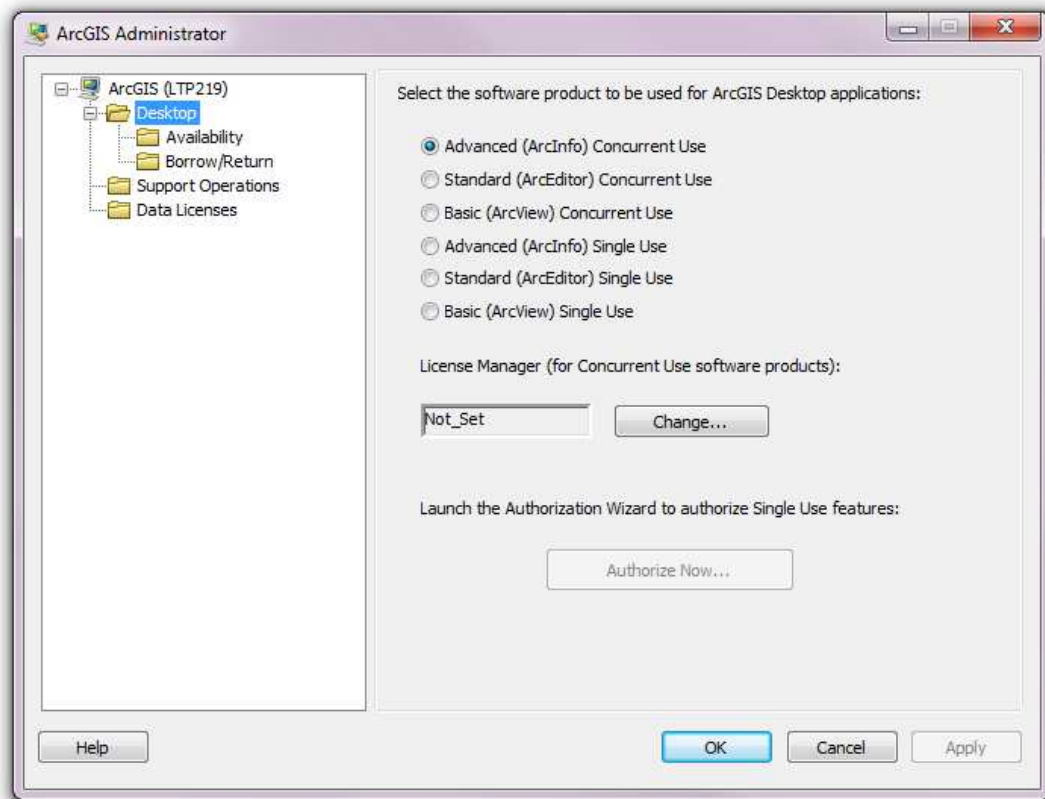 ArcGIS Administrator
ArcGIS (LTP219)
Desktop
Availability
Borrow/Return
Support Operations
Data Licenses
Select the software product to be used for ArcGIS Desktop applications:
Advanced (ArcInfo) Concurrent Use
Standard (ArcEditor) Concurrent Use
Basic (ArcView) Concurrent Use
Advanced (ArcInfo) Single Use
Standard (ArcEditor) Single Use
Basic (ArcView) Single Use
License Manager (for Concurrent Use software products):
Not_Set
Change...
Launch the Authorization Wizard to authorize Single Use features:
Authorize Now...
Help
OK
Cancel
Apply